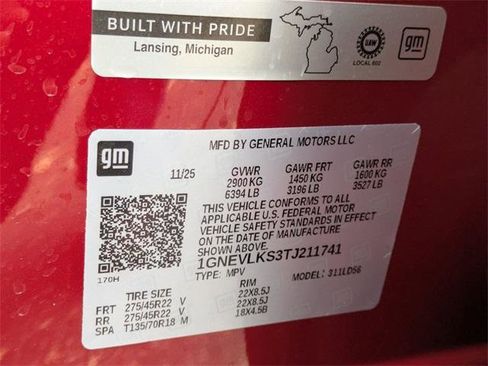 BUILT WITH PRIDE
Lansing, Michigan
UAW
LOCAL 602
gm
gm
MFD BY GENERAL MOTORS LLC
11/25 GVWR GAWR FRT GAWR RR
2900 KG 1450 KG 1600 KG
6394 LB 3196 LB 3527 LB
THIS VEHICLE CONFORMS TO ALL
APPLICABLE U.S. FEDERAL MOTOR
VEHICLE SAFETY, BUMPER, AND THEFT
PREVENTION STANDARDS IN EFFECT
ON THE DATE OF MANUFACTURE
SHOWN ABOVE.
1GNEVLKS3TJ211741
170H
TYPE: MPV MODEL: 311LD56
TIRE SIZE RIM
FRT 275/45R22 V 22X8.5J
RR 275/45R22 V 22X8.5J
SPA T135/70R18 M 18X4.5B